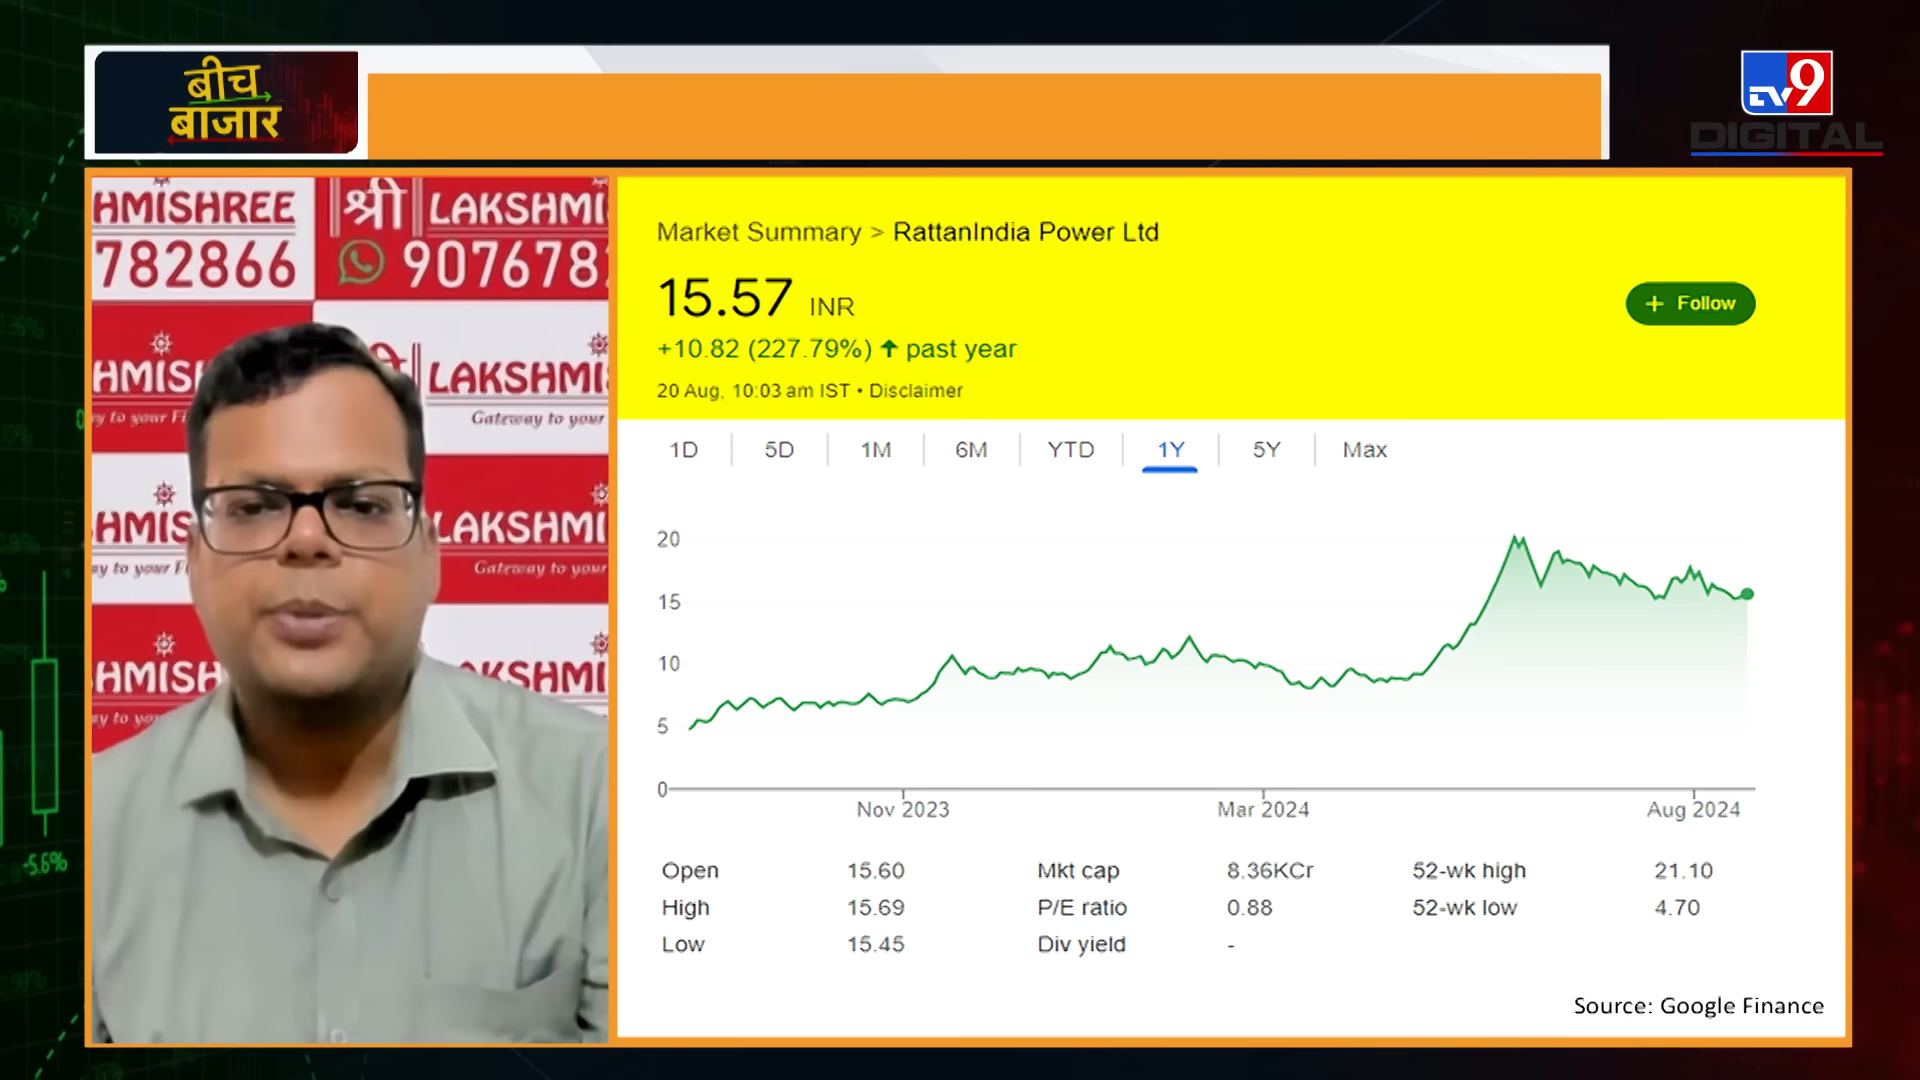 बीच
बाजार
TV9
DIGITAL
HMISHREE
782866
श्री LAKSHMI
907678
LAKSHMI
Gateway to your
LAKSHMI
Gateway to your
Market Summary > RattanIndia Power Ltd
15.57 INR
+10.82 (227.79%) ↑ past year
20 Aug, 10:03 am IST • Disclaimer
+ Follow
1D 5D 1M 6M YTD 1Y 5Y Max
20
15
10
5
0
Nov 2023 Mar 2024 Aug 2024
Open 15.60 Mkt cap 8.36KCr 52-wk high 21.10
High 15.69 P/E ratio 0.88 52-wk low 4.70
Low 15.45 Div yield -
Source: Google Finance
-5.6%